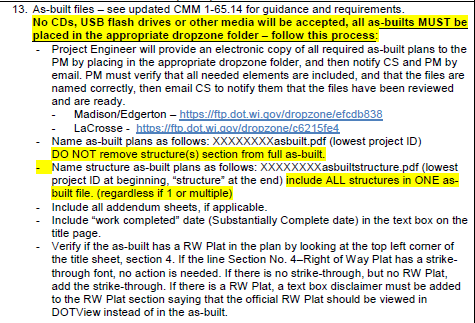 13. As-built files – see updated CMM 1-65.14 for guidance and requirements.
No CDs, USB flash drives or other media will be accepted, all as-builts MUST be
placed in the appropriate dropzone folder – follow this process:
- Project Engineer will provide an electronic copy of all required as-built plans to the
PM by placing in the appropriate dropzone folder, and then notify CS and PM by
email. PM must verify that all needed elements are included, and that the files are
named correctly, then email CS to notify them that the files have been reviewed
and are ready.
- Madison/Edgerton – https://ftp.dot.wi.gov/dropzone/efcdb838
- LaCrosse - https://ftp.dot.wi.gov/dropzone/c6215fe4
- Name as-built plans as follows: XXXXXXXXasbuilt.pdf (lowest project ID)
DO NOT remove structure(s) section from full as-built.
- Name structure as-built plans as follows: XXXXXXXXasbuiltstructure.pdf (lowest
project ID at beginning, “structure” at the end) include ALL structures in ONE as-
built file. (regardless if 1 or multiple)
- Include all addendum sheets, if applicable.
- Include “work completed” date (Substantially Complete date) in the text box on the
title page.
- Verify if the as-built has a RW Plat in the plan by looking at the top left corner of
the title sheet, section 4. If the line Section No. 4–Right of Way Plat has a strike-
through font, no action is needed. If there is no strike-through, but no RW Plat,
add the strike-through. If there is a RW Plat, a text box disclaimer must be added
to the RW Plat section saying that the official RW Plat should be viewed in
DOTView instead of in the as-built.